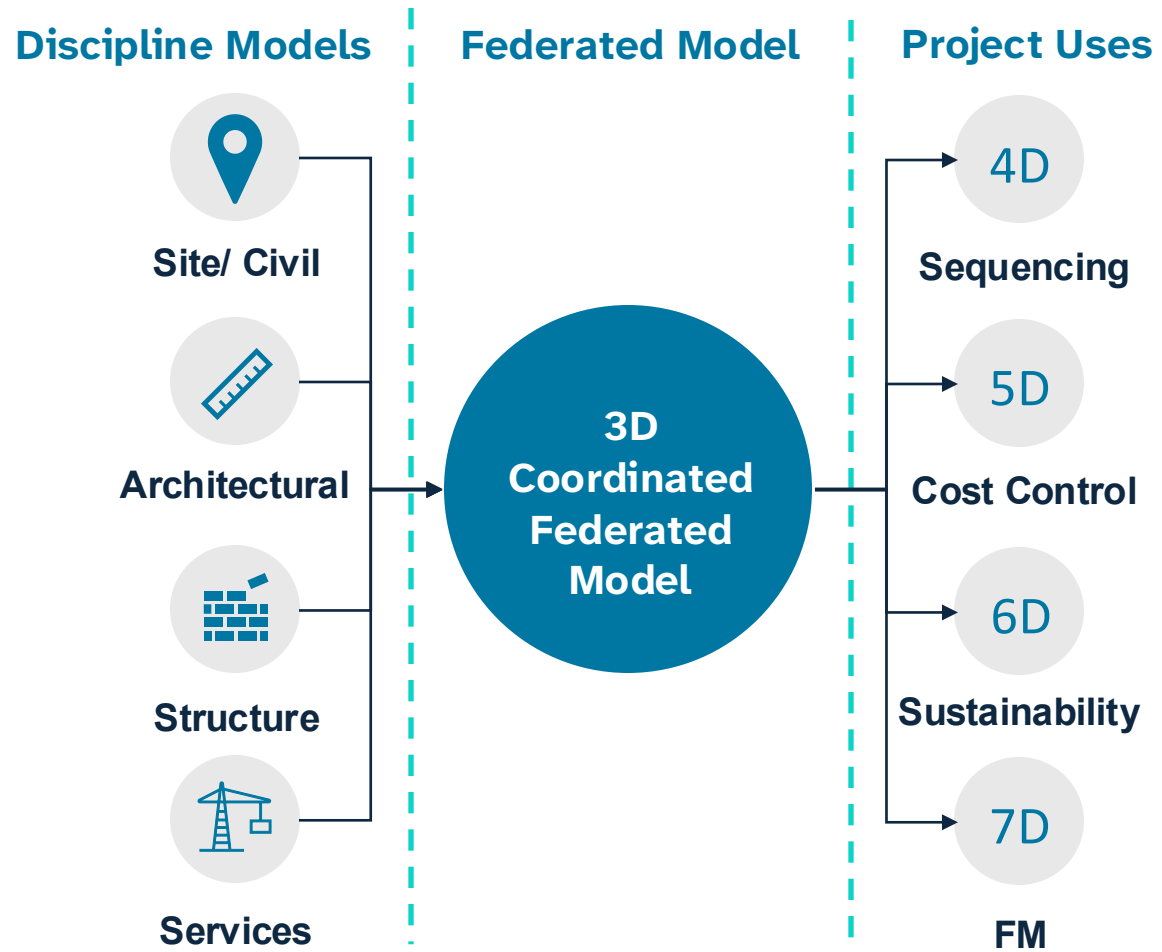 Discipline Models
Federated Model
Project Uses
Site/ Civil
Architectural
Structure
Services
3D
Coordinated
Federated
Model
4D
Sequencing
5D
Cost Control
6D
Sustainability
7D
FM